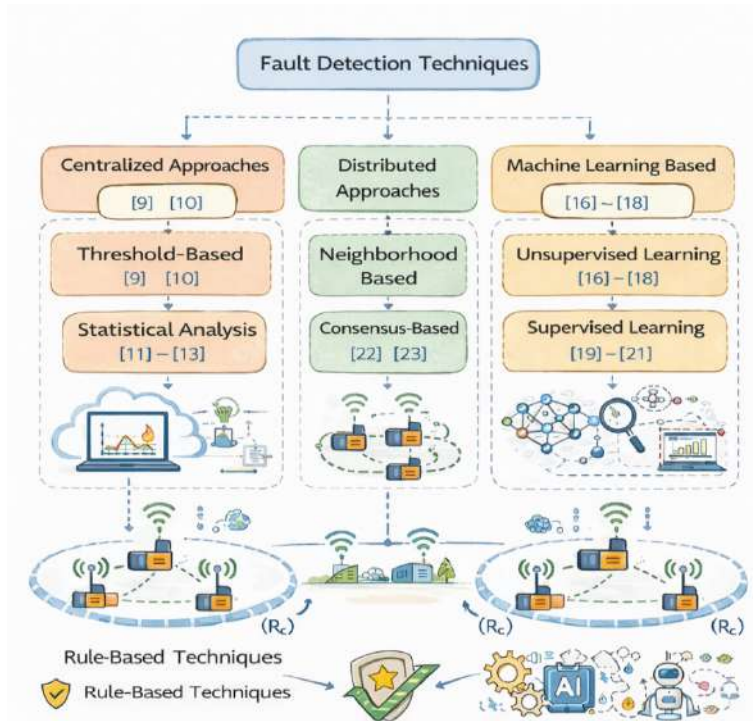 Fault Detection Techniques
Centralized Approaches
[9] [10]
Threshold-Based
[9] [10]
Statistical Analysis
[11] – [13]
Distributed
Approaches
Neighborhood
Based
Consensus-Based
[22] [23]
Machine Learning Based
[16] – [18]
Unsupervised Learning
[16] – [18]
Supervised Learning
[19] – [21]
(Rc)
(Rc)
(Rc)
Rule-Based Techniques
Rule-Based Techniques
AI